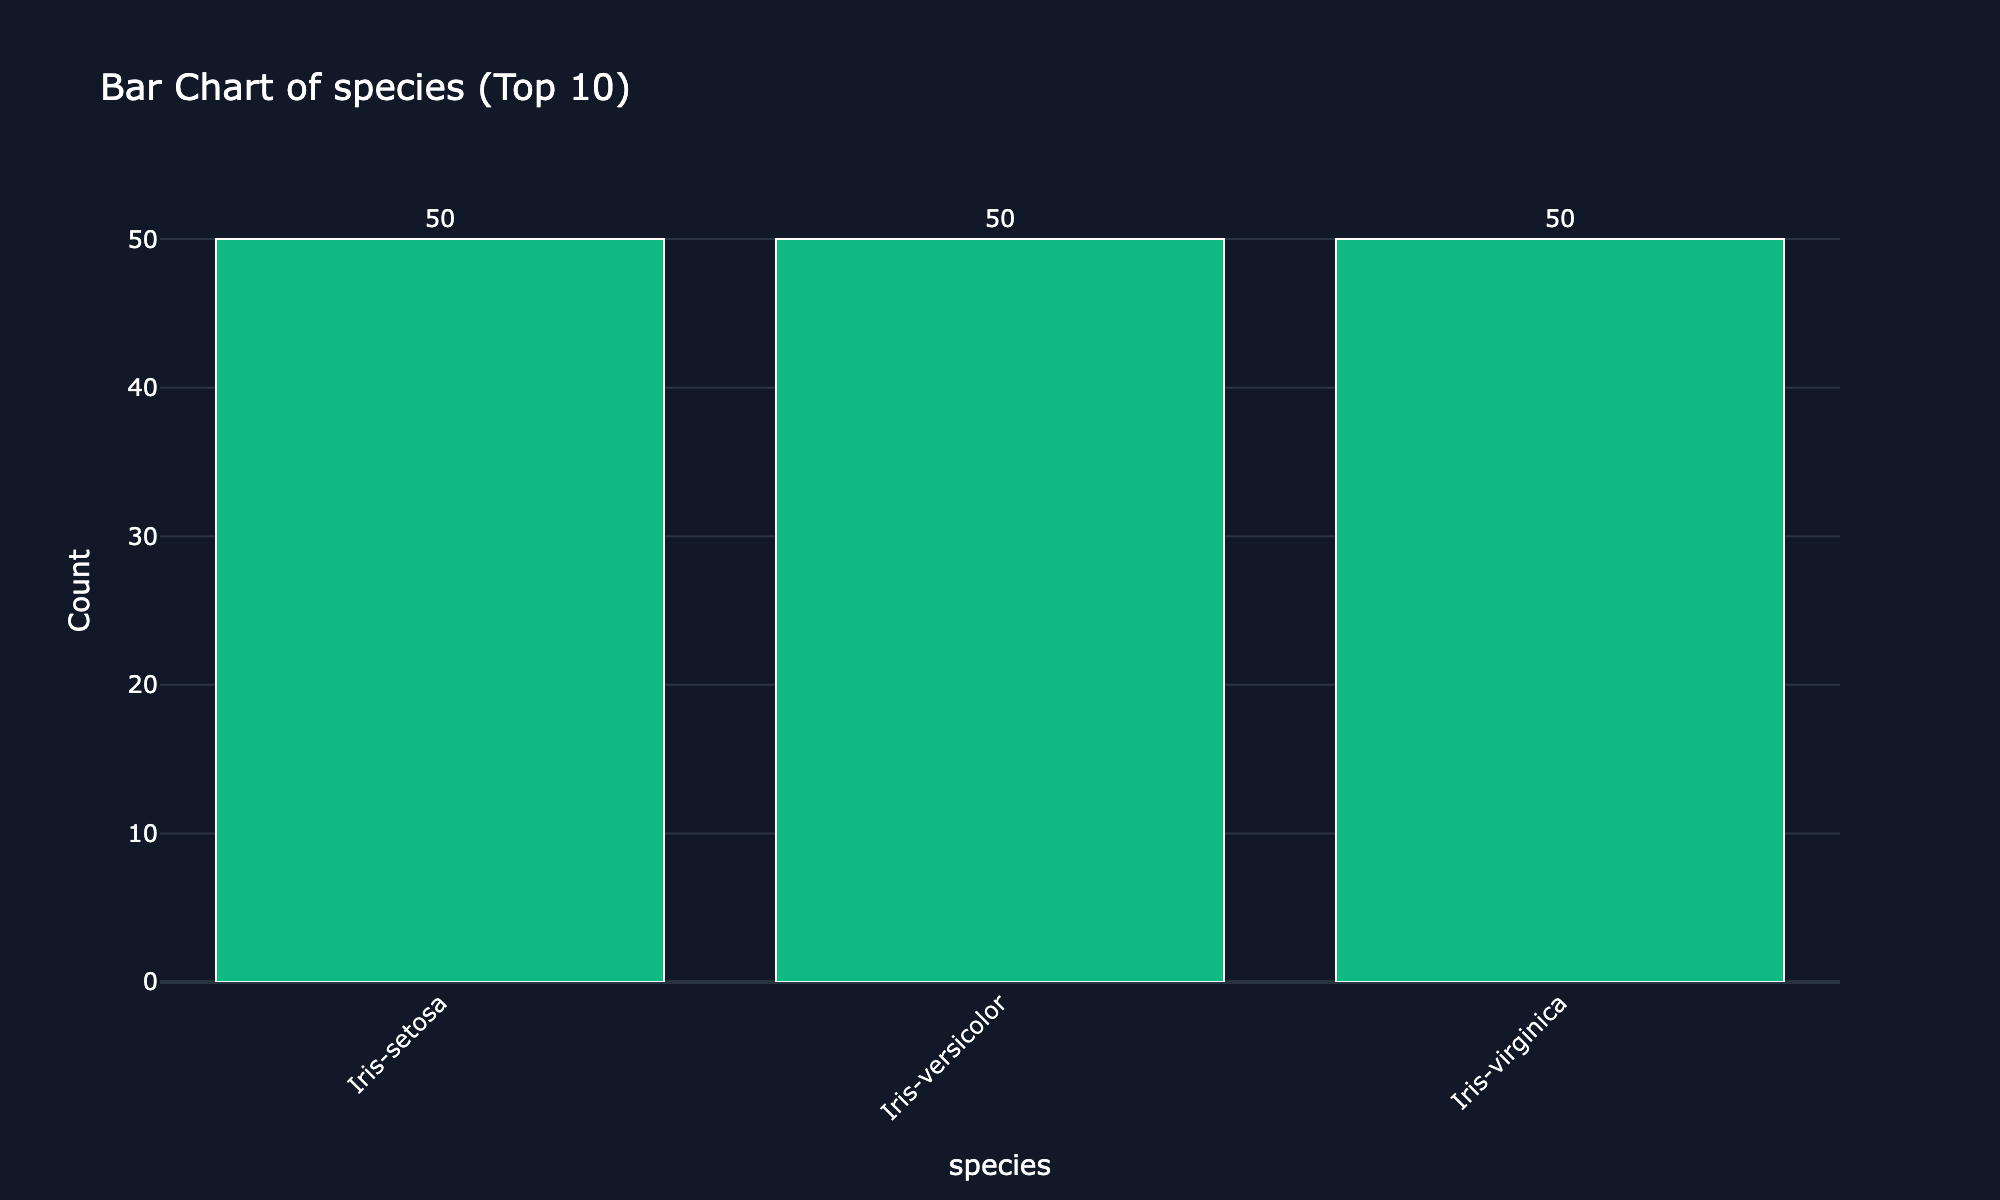 Bar Chart of species (Top 10)
50
50
50
50
40
30
20
10
0
Count
Iris-setosa
Iris-versicolor
Iris-virginica
species